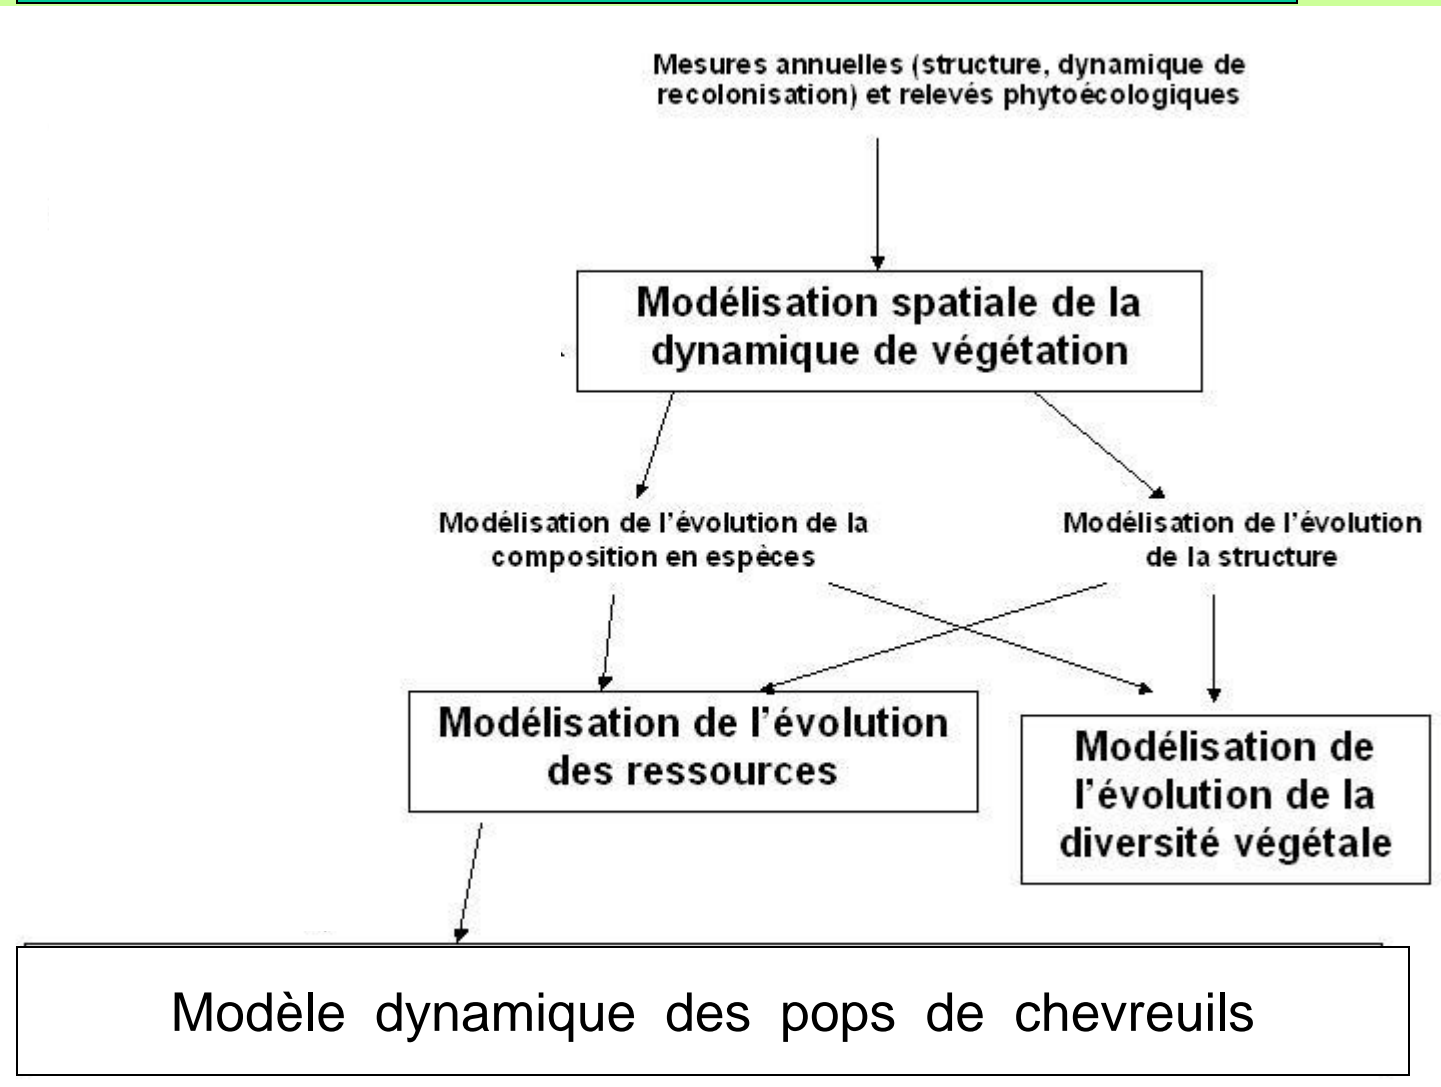 Mesures annuelles (structure, dynamique de
recolonisation) et relevés phytoécologiques
Modélisation spatiale de la
dynamique de végétation
Modélisation de l'évolution de la
composition en espèces
Modélisation de l'évolution
de la structure
Modélisation de l'évolution
des ressources
Modélisation de
l'évolution de la
diversité végétale
Modèle dynamique des pops de chevreuils